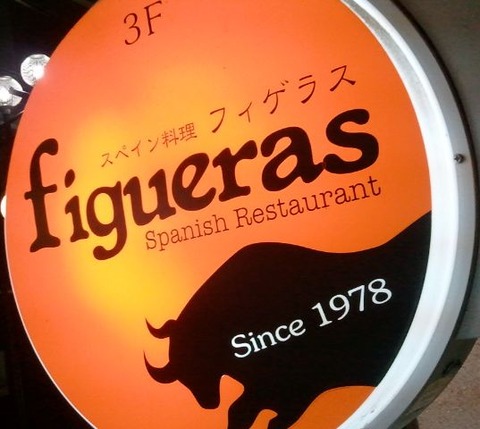 3F
スペイン料理 フィゲラス
figueras
Spanish Restaurant
Since 1978